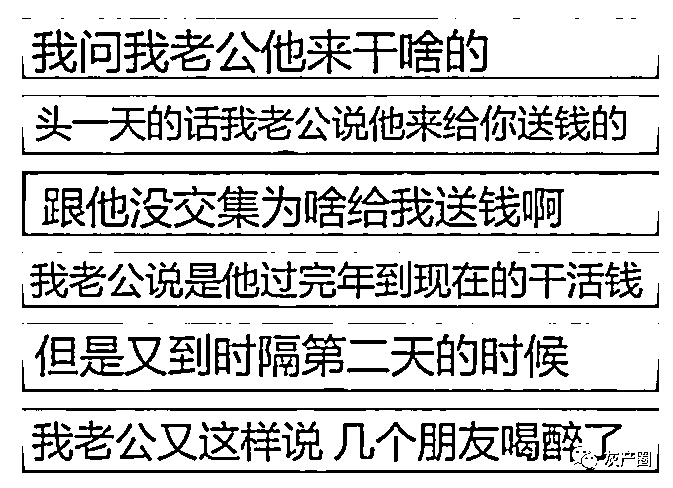 我问我老公他来干啥的
头一天的话我老公说他来给你送钱的
跟他没交集为啥给我送钱啊
我老公说是他过完年到现在的干活钱
但是又到时隔第二天的时候
我老公又这样说 几个朋友喝醉了
灰产圈